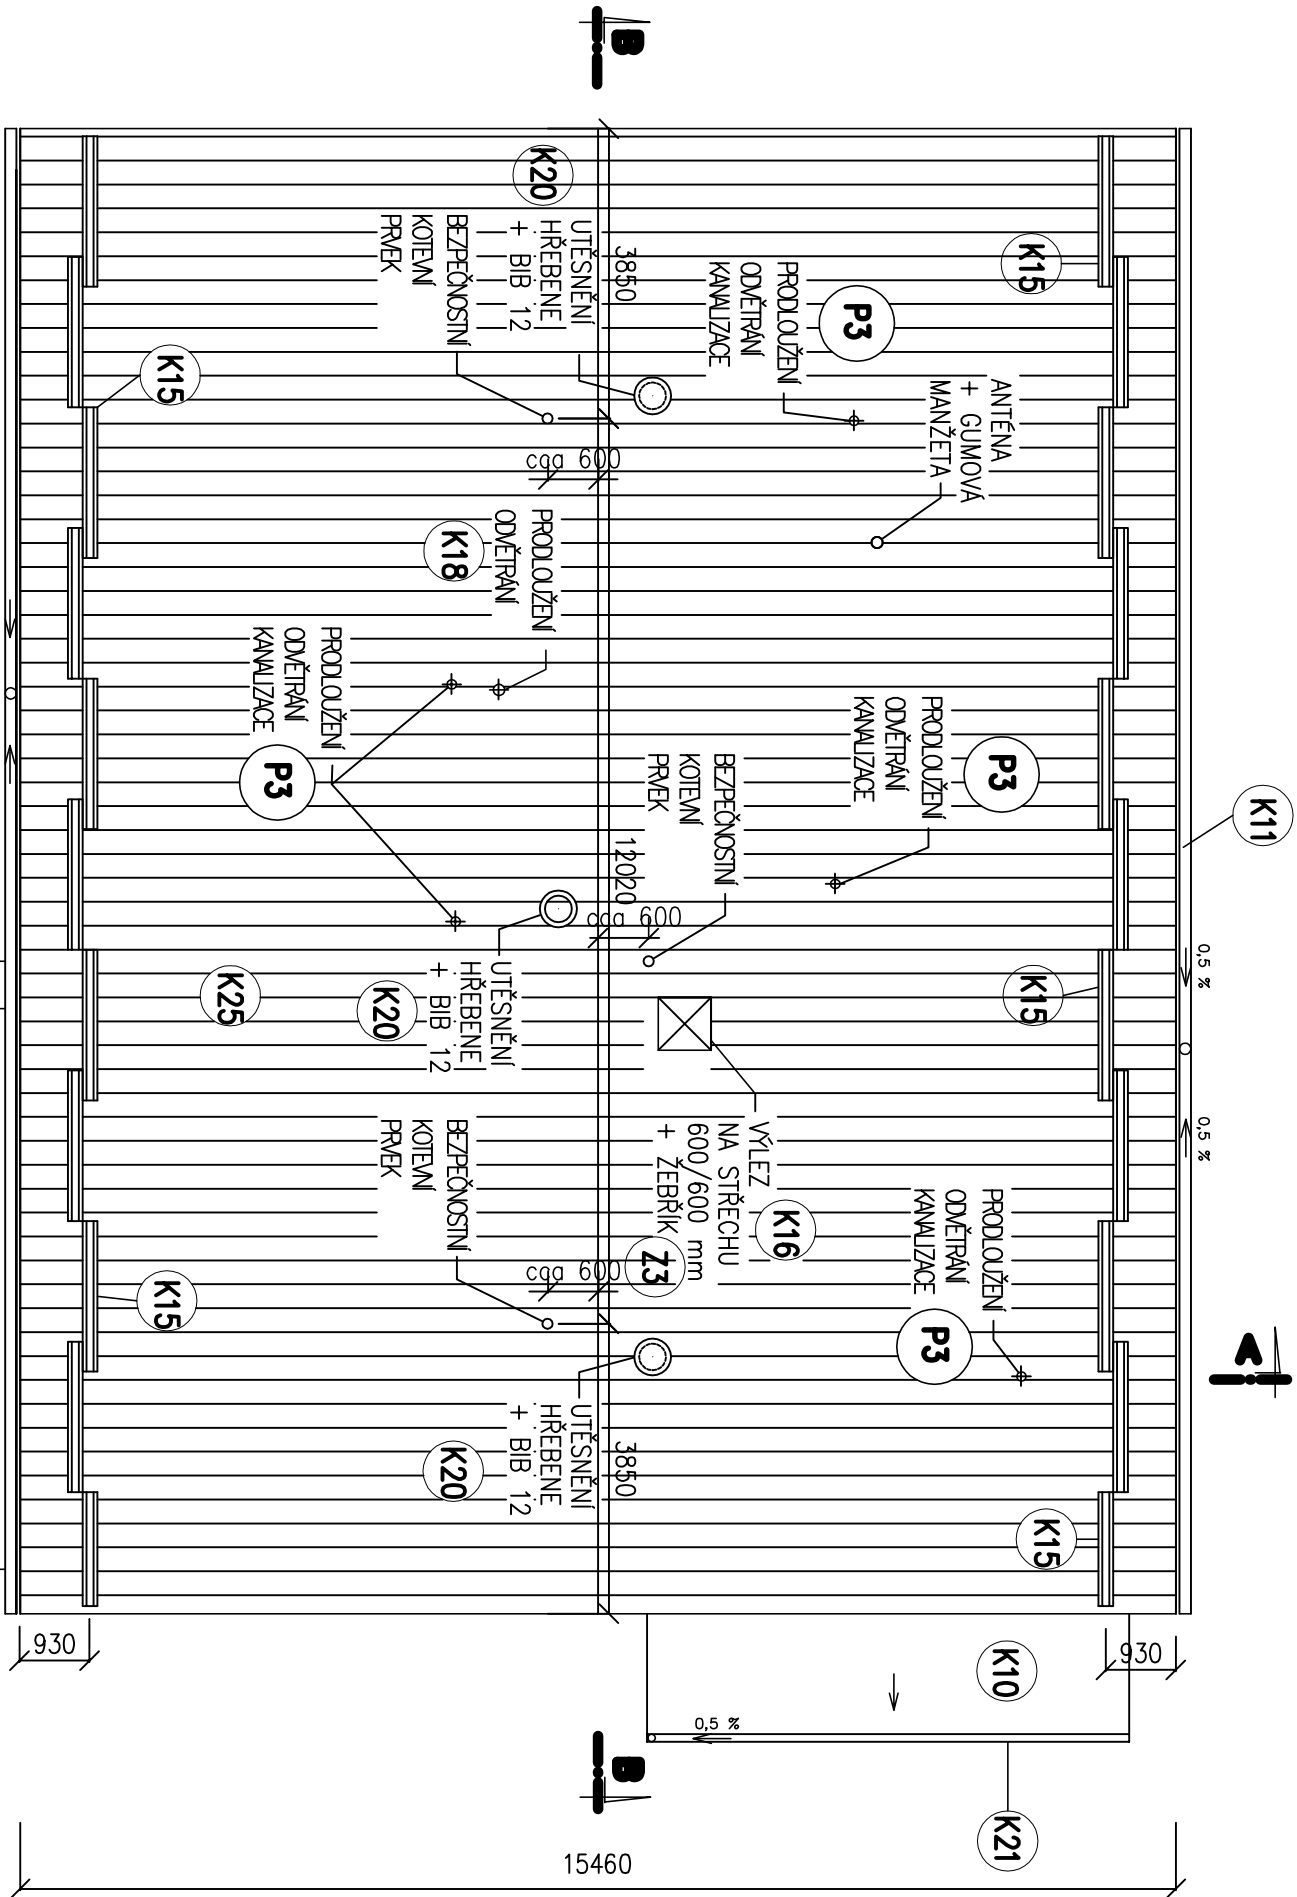 B
K20
UTĚSNĚNÍ
HŘEBENE
+ BIB 12
3850
BEZPEČNOSTNÍ
KOTEVNÍ
PRVEK
K15
PRODLOUŽENÍ
ODVĚTRÁNÍ
KANALIZACE
P3
ANTÉNA
+ GUMOVÁ
MANŽETA
K15
cca 600
K18
PRODLOUŽENÍ
ODVĚTRÁNÍ
PRODLOUŽENÍ
ODVĚTRÁNÍ
KANALIZACE
P3
PRODLOUŽENÍ
ODVĚTRÁNÍ
KANALIZACE
P3
K11
BEZPEČNOSTNÍ
KOTEVNÍ
PRVEK
12020
cca 600
0,5 %
0,5 %
K15
K25
K20
UTĚSNĚNÍ
HŘEBENE
+ BIB 12
VÝLEZ
NA STŘECHU
600/600 mm
+ ŽEBŘÍK
K16
Z3
BEZPEČNOSTNÍ
KOTEVNÍ
PRVEK
cca 600
PRODLOUŽENÍ
ODVĚTRÁNÍ
KANALIZACE
P3
A
K15
K20
UTĚSNĚNÍ
HŘEBENE
+ BIB 12
3850
K15
930
930
K10
0,5 %
B
K21
15460